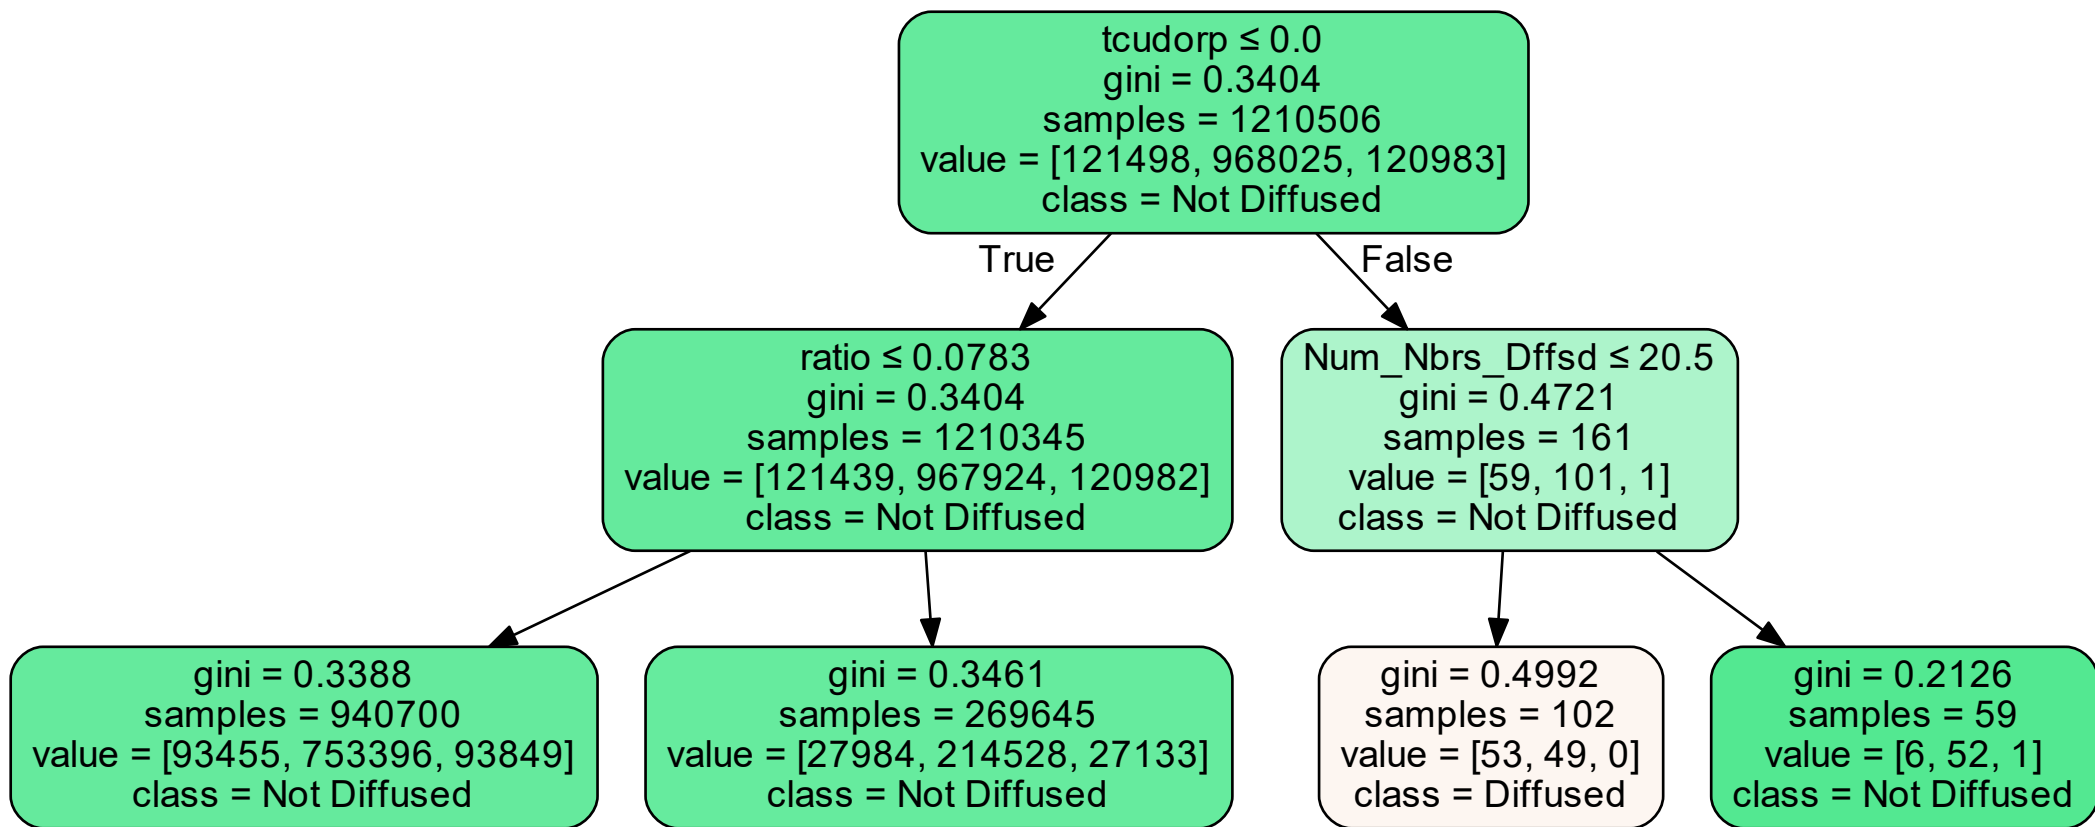 tcudorp ≤ 0.0
gini = 0.3404
samples = 1210506
value = [121498, 968025, 120983]
class = Not Diffused
True
False
ratio ≤ 0.0783
gini = 0.3404
samples = 1210345
value = [121439, 967924, 120982]
class = Not Diffused
Num_Nbrs_Dffsd ≤ 20.5
gini = 0.4721
samples = 161
value = [59, 101, 1]
class = Not Diffused
gini = 0.3388
samples = 940700
value = [93455, 753396, 93849]
class = Not Diffused
gini = 0.3461
samples = 269645
value = [27984, 214528, 27133]
class = Not Diffused
gini = 0.4992
samples = 102
value = [53, 49, 0]
class = Diffused
gini = 0.2126
samples = 59
value = [6, 52, 1]
class = Not Diffused